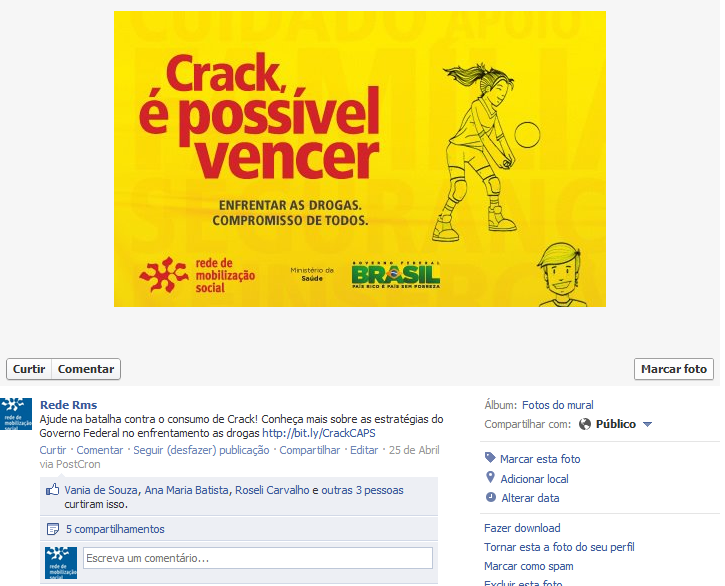 CUIDADO APOIO
FAMÍLIA
SEGURANÇA
Crack,
é possível
vencer
ENFRENTAR AS DROGAS.
COMPROMISSO DE TODOS.
rede de
mobilização
social
Ministério da
Saúde
GOVERNO FEDERAL
BRASIL
PAÍS RICO É PAÍS SEM POBREZA
Curtir Comentar
Marcar foto
rede de
mobilização
social
Rede Rms
Ajude na batalha contra o consumo de Crack! Conheça mais sobre as estratégias do
Governo Federal no enfrentamento as drogas http://bit.ly/CrackCAPS
Curtir · Comentar · Seguir (desfazer) publicação · Compartilhar · Editar · 25 de Abril
via PostCron
Vania de Souza, Ana Maria Batista, Roseli Carvalho e outras 3 pessoas
curtiram isso.
5 compartilhamentos
rede de
mobilização
social
Escreva um comentário...
Álbum: Fotos do mural
Compartilhar com: Público
Marcar esta foto
Adicionar local
Alterar data
Fazer download
Tornar esta a foto do seu perfil
Marcar como spam
Excluir esta foto